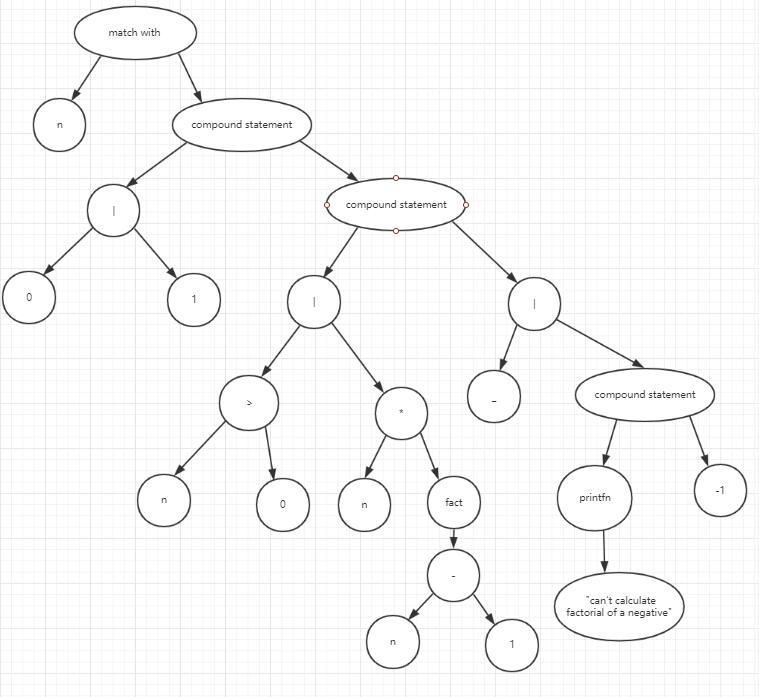 match with
n
compound statement
|
compound statement
0
1
|
|
>
*
_
compound statement
n
0
n
fact
printfn
-1
-
"can't calculate
factorial of a negative"
n
1